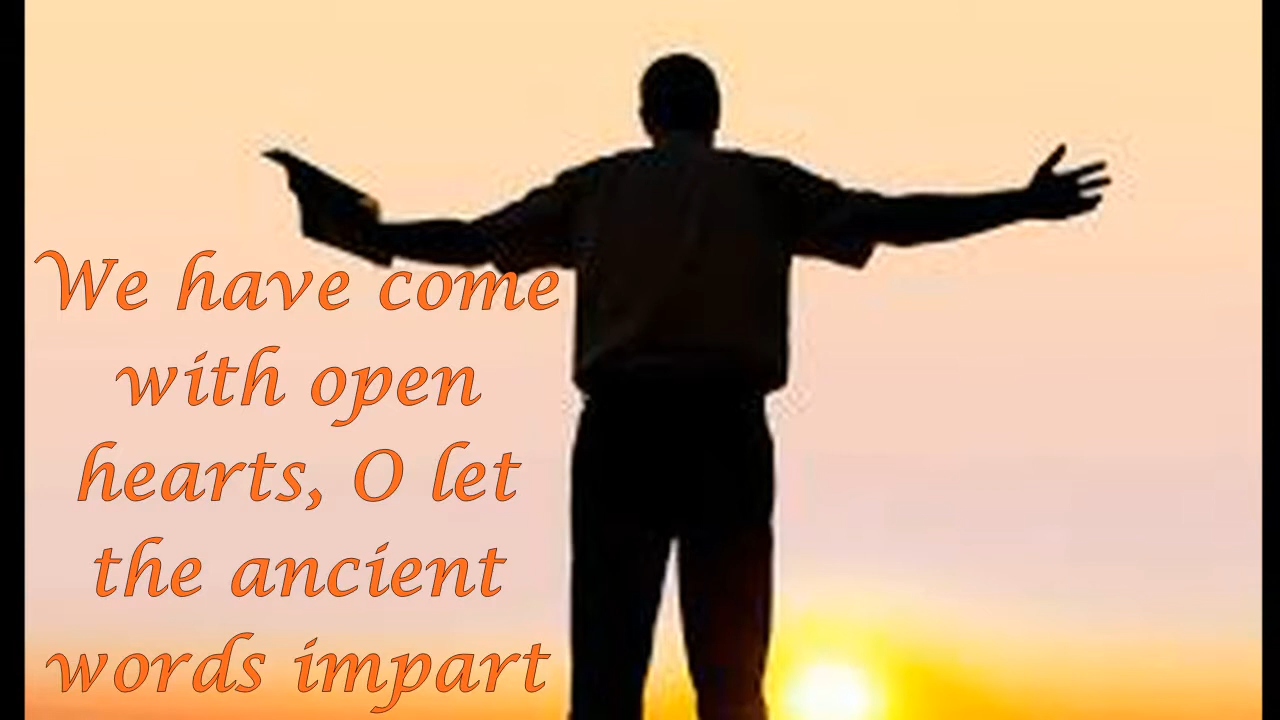 We have come
with open
hearts, O let
the ancient
words impart